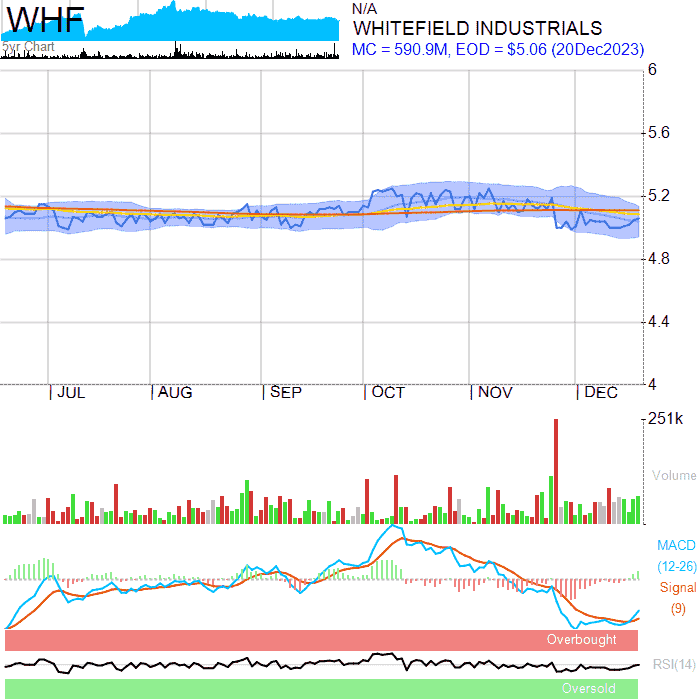 WHF
5yr Chart
N/A
WHITEFIELD INDUSTRIALS
MC = 590.9M, EOD = $5.06 (20Dec2023)
6
5.6
5.2
4.8
4.4
4
JUL AUG SEP OCT NOV DEC
251k
Volume
MACD
(12-26)
Signal
(9)
Overbought
RSI(14)
Oversold